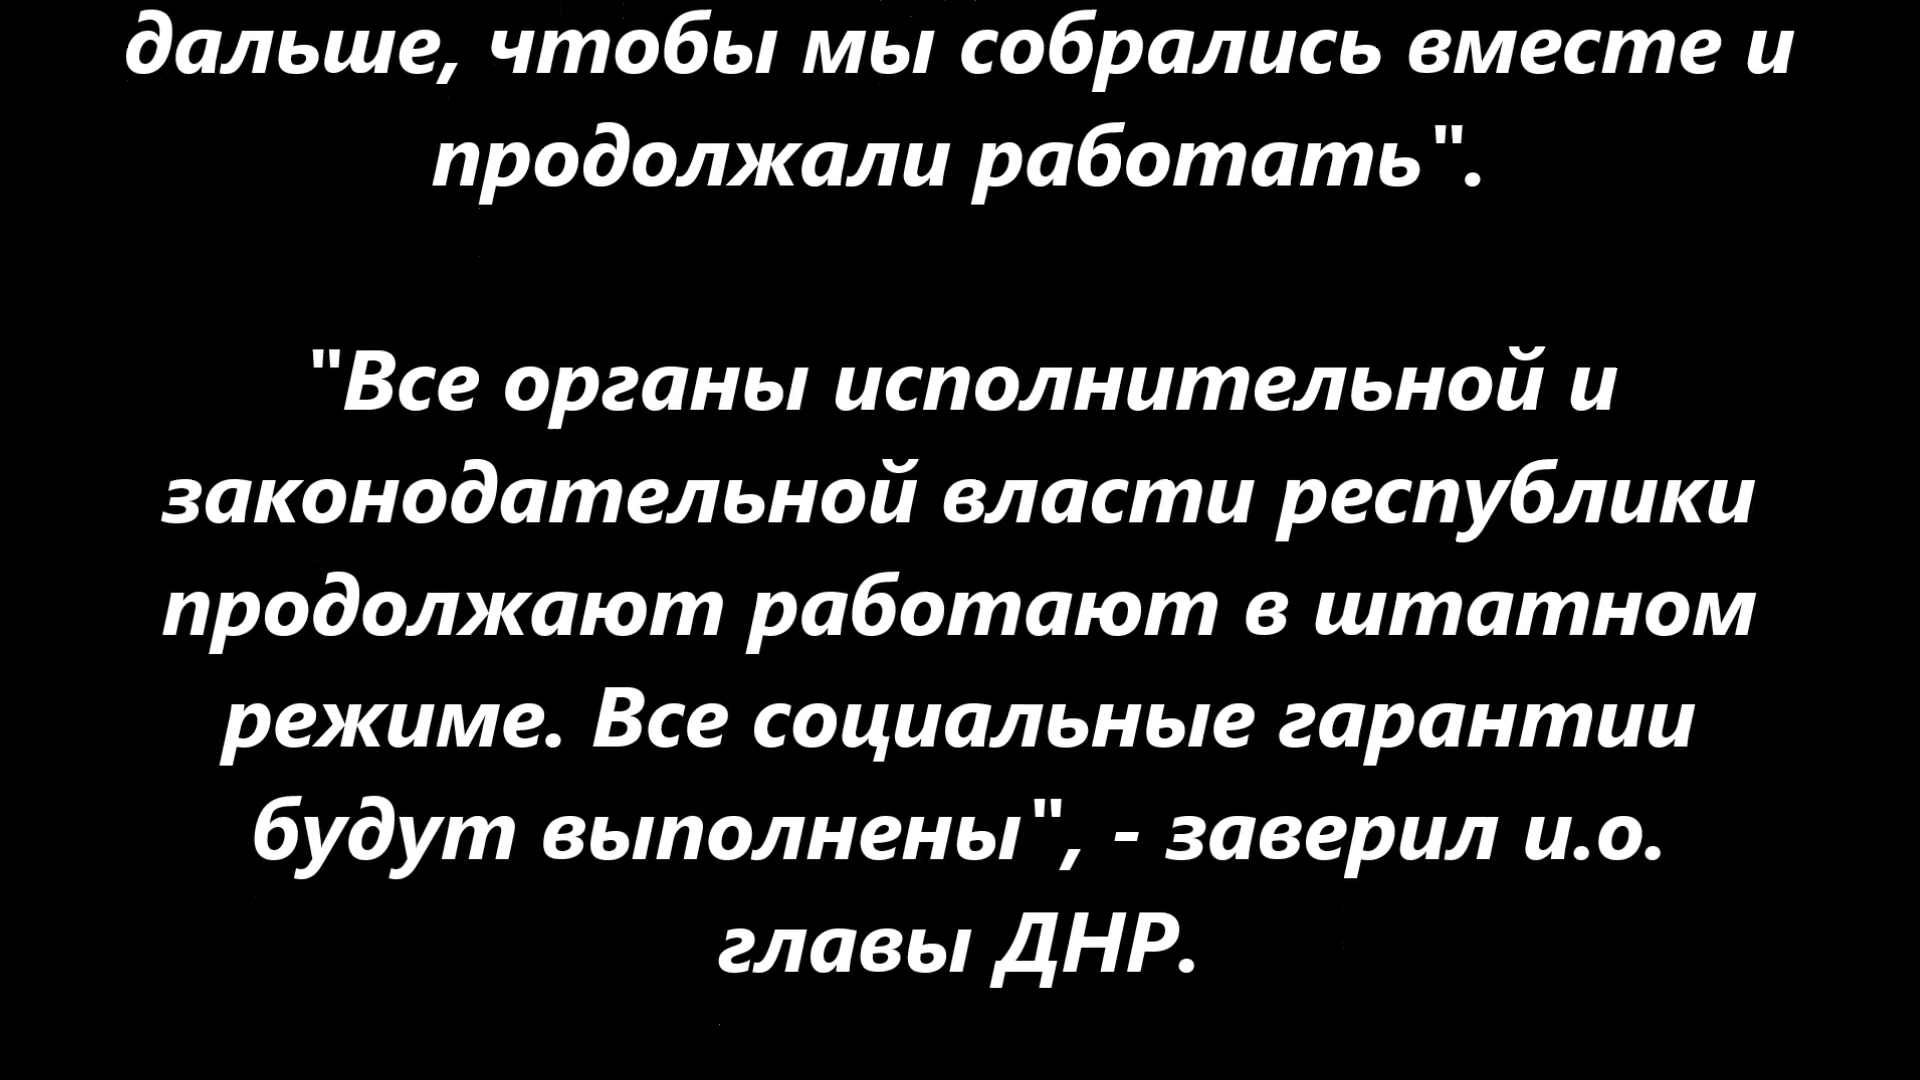 дальше, чтобы мы собрались вместе и
продолжали работать".
"Все органы исполнительной и
законодательной власти республики
продолжают работают в штатном
режиме. Все социальные гарантии
будут выполнены", - заверил и.о.
главы ДНР.